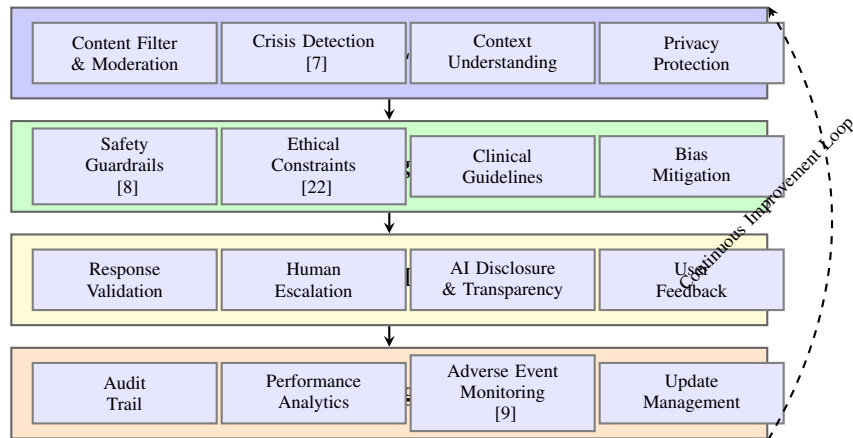 Content Filter
& Moderation
Crisis Detection
[7]
Context
Understanding
Privacy
Protection
Safety
Guardrails
[8]
Ethical
Constraints
[22]
Clinical
Guidelines
Bias
Mitigation
Continuous Improvement Loop
Response
Validation
Human
Escalation
AI Disclosure
& Transparency
User
Feedback
Audit
Trail
Performance
Analytics
Adverse Event
Monitoring
[9]
Update
Management